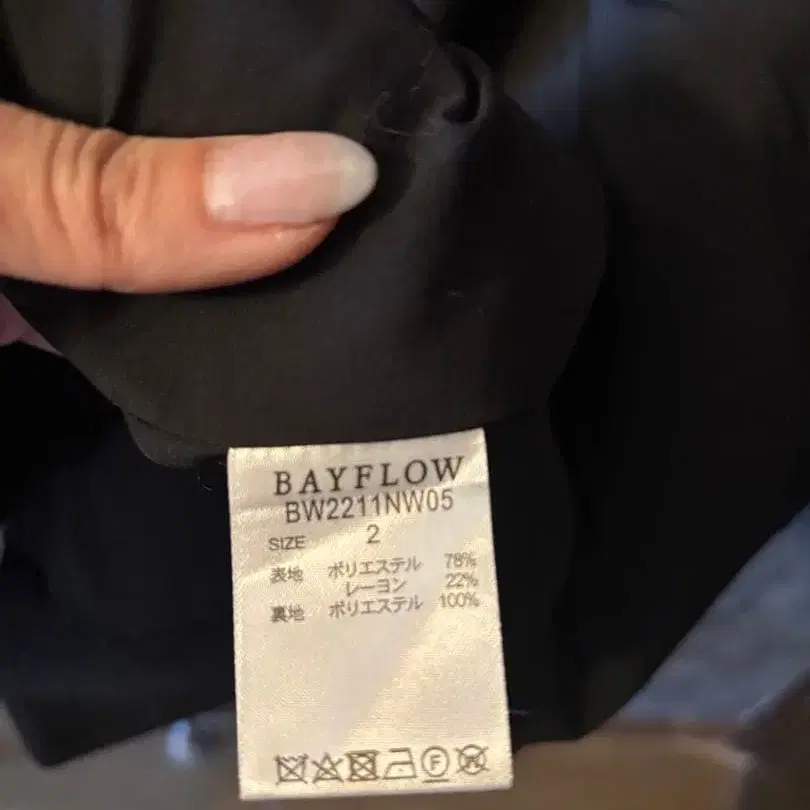 BAYFLOW
BW2211NW05
SIZE 2
表地 ポリエステル 78%
レーヨン 22%
裏地 ポリエステル 100%
F
W